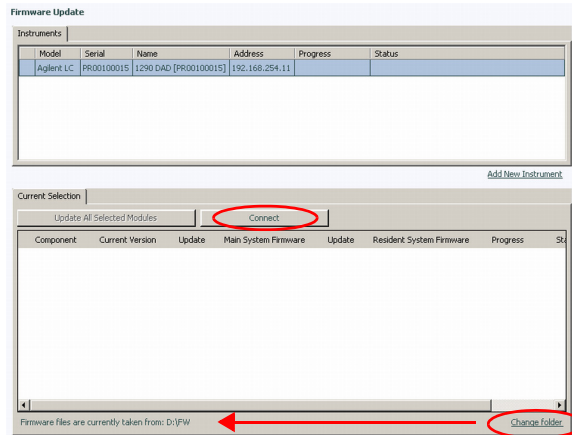 Firmware Update
Instruments
Model Serial Name Address Progress Status
Agilent LC PR00100015 1290 DAD [PR00100015] 192.168.254.11
Add New Instrument
Current Selection
Update All Selected Modules Connect
Component Current Version Update Main System Firmware Update Resident System Firmware Progress Sta
Firmware files are currently taken from: D:\FW Change folder